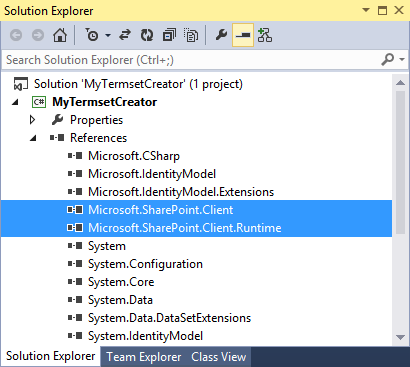 Solution Explorer
Search Solution Explorer (Ctrl+;)
Solution 'MyTermsetCreator' (1 project)
C# MyTermsetCreator
Properties
References
Microsoft.CSharp
Microsoft.IdentityModel
Microsoft.IdentityModel.Extensions
Microsoft.SharePoint.Client
Microsoft.SharePoint.Client.Runtime
System
System.Configuration
System.Core
System.Data
System.Data.DataSetExtensions
System.IdentityModel
Solution Explorer Team Explorer Class View